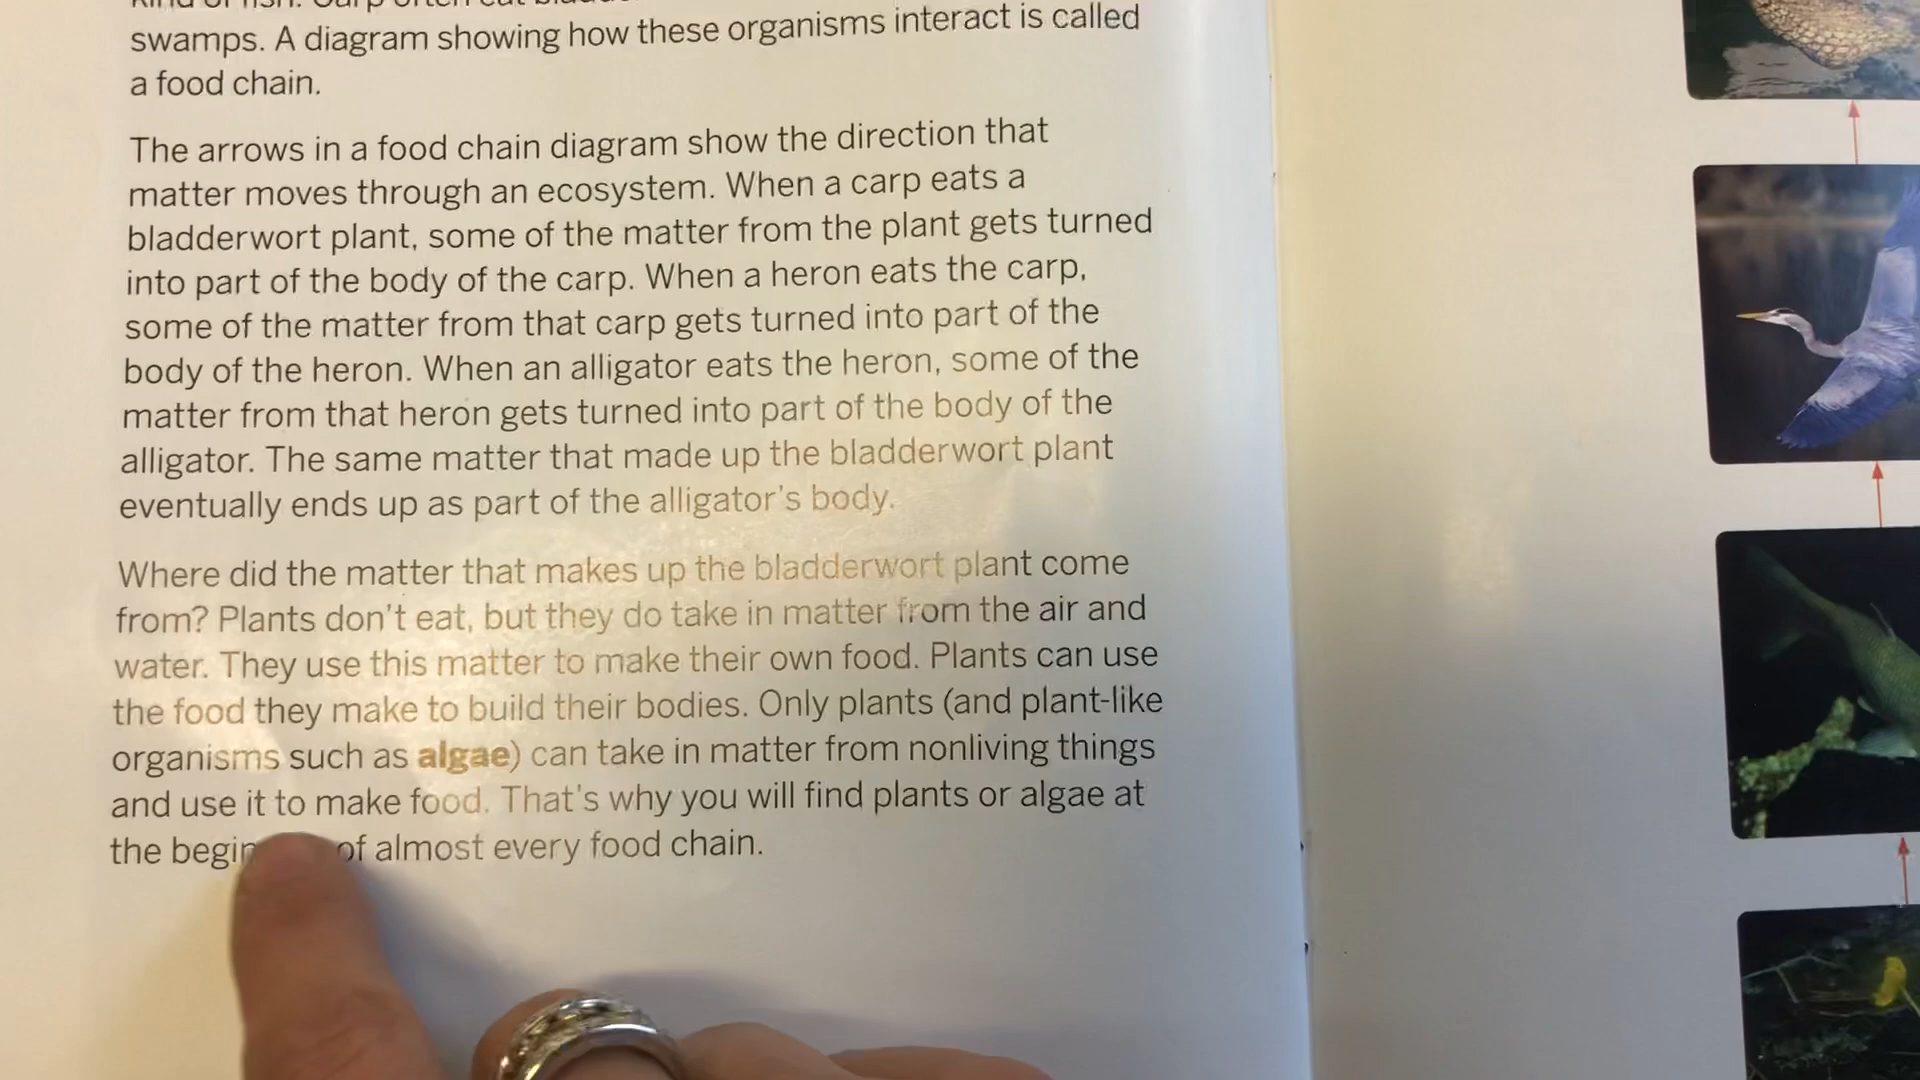 swamps. A diagram showing how these organisms interact is called
a food chain.
The arrows in a food chain diagram show the direction that
matter moves through an ecosystem. When a carp eats a
bladderwort plant, some of the matter from the plant gets turned
into part of the body of the carp. When a heron eats the carp,
some of the matter from that carp gets turned into part of the
body of the heron. When an alligator eats the heron, some of the
matter from that heron gets turned into part of the body of the
alligator. The same matter that made up the bladderwort plant
eventually ends up as part of the alligator's body.
Where did the matter that makes up the bladderwort plant come
from? Plants don't eat, but they do take in matter from the air and
water. They use this matter to make their own food. Plants can use
the food they make to build their bodies. Only plants (and plant-like
organisms such as algae) can take in matter from nonliving things
and use it to make food. That's why you will find plants or algae at
the of almost every food chain.